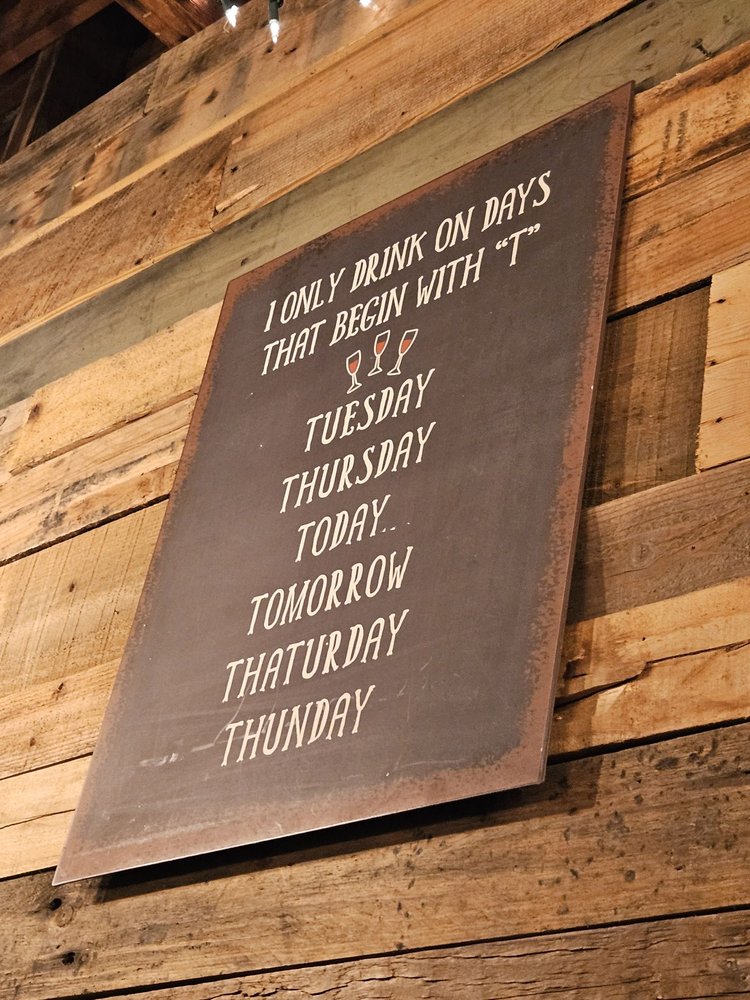 I ONLY DRINK ON DAYS
THAT BEGIN WITH “T”
TUESDAY
THURSDAY
TODAY
TOMORROW
THATURDAY
THUNDAY